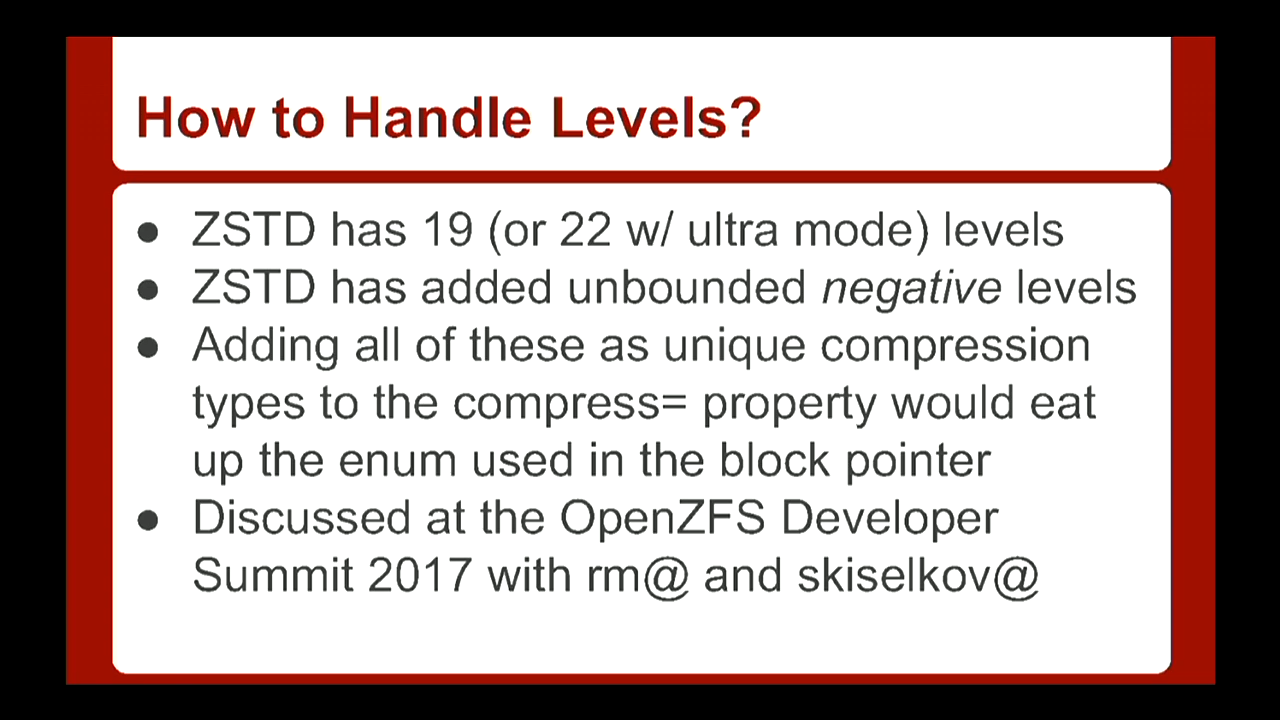 How to Handle Levels?
● ZSTD has 19 (or 22 w/ ultra mode) levels
● ZSTD has added unbounded negative levels
● Adding all of these as unique compression
types to the compress= property would eat
up the enum used in the block pointer
● Discussed at the OpenZFS Developer
Summit 2017 with rm@ and skiselkov@